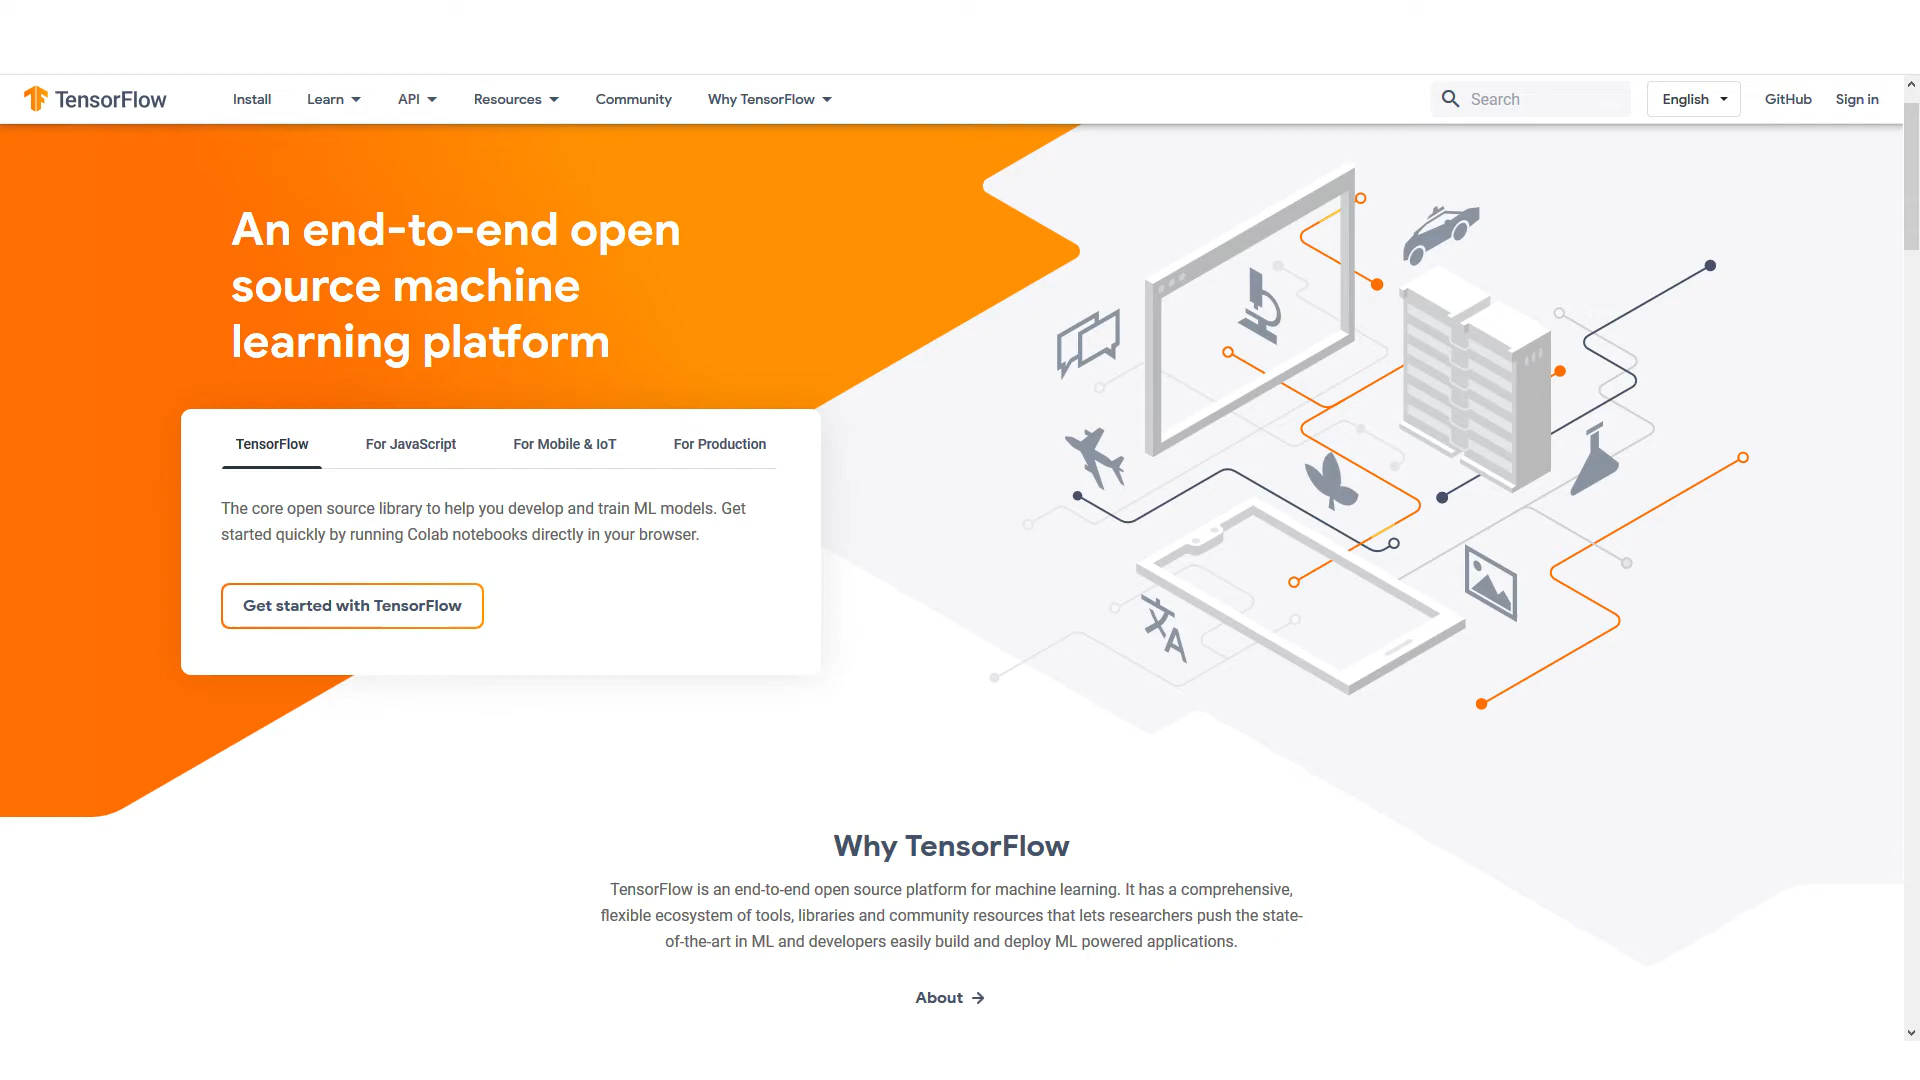 TensorFlow
Install
Learn
API
Resources
Community
Why TensorFlow
Search
English
GitHub
Sign in
An end-to-end open
source machine
learning platform
TensorFlow
For JavaScript
For Mobile & IoT
For Production
The core open source library to help you develop and train ML models. Get
started quickly by running Colab notebooks directly in your browser.
Get started with TensorFlow
文A
Why TensorFlow
TensorFlow is an end-to-end open source platform for machine learning. It has a comprehensive,
flexible ecosystem of tools, libraries and community resources that lets researchers push the state-
of-the-art in ML and developers easily build and deploy ML powered applications.
About →